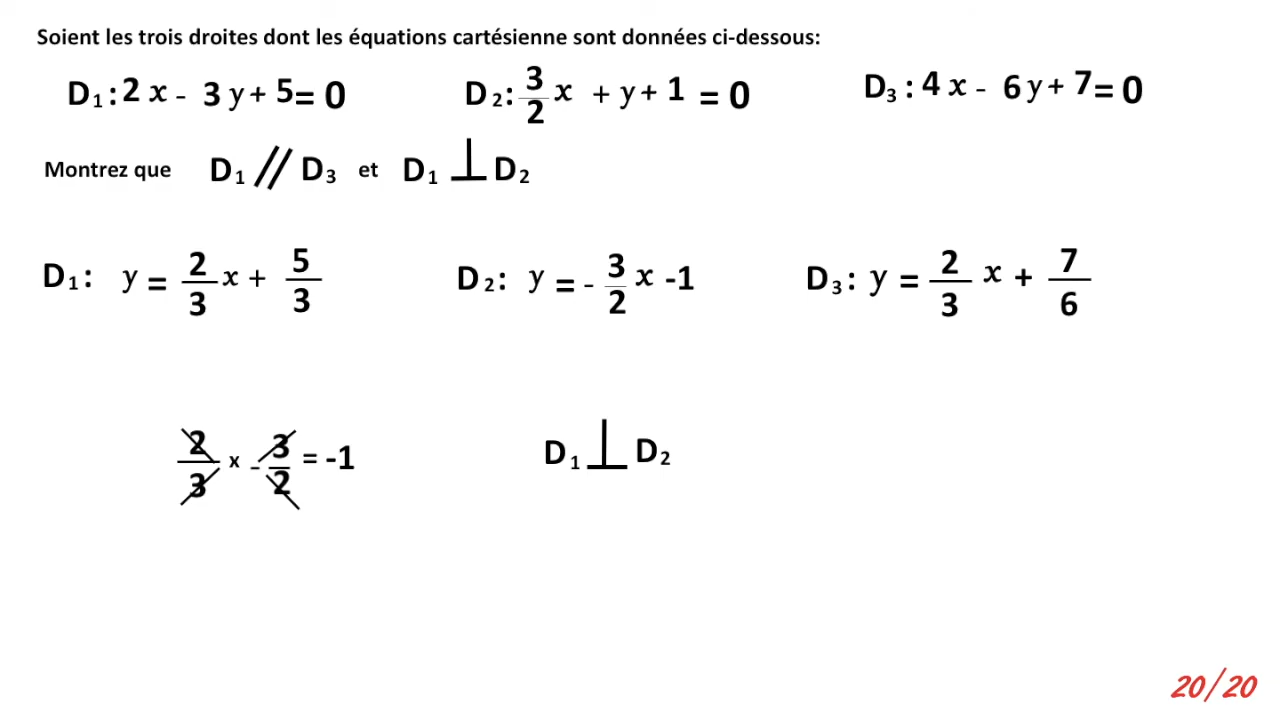 Soient les trois droites dont les équations cartésienne sont données ci-dessous:
D₁ : 2 x - 3 y + 5 = 0   D₂ : 3/2 x + y + 1 = 0   D₃ : 4 x - 6 y + 7 = 0
Montrez que D₁ // D₃ et D₁ ⊥ D₂
D₁ : y = 2/3 x + 5/3   D₂ : y = - 3/2 x -1   D₃ : y = 2/3 x + 7/6
2/3 x - 3/2 = -1   D₁ ⊥ D₂
20/20